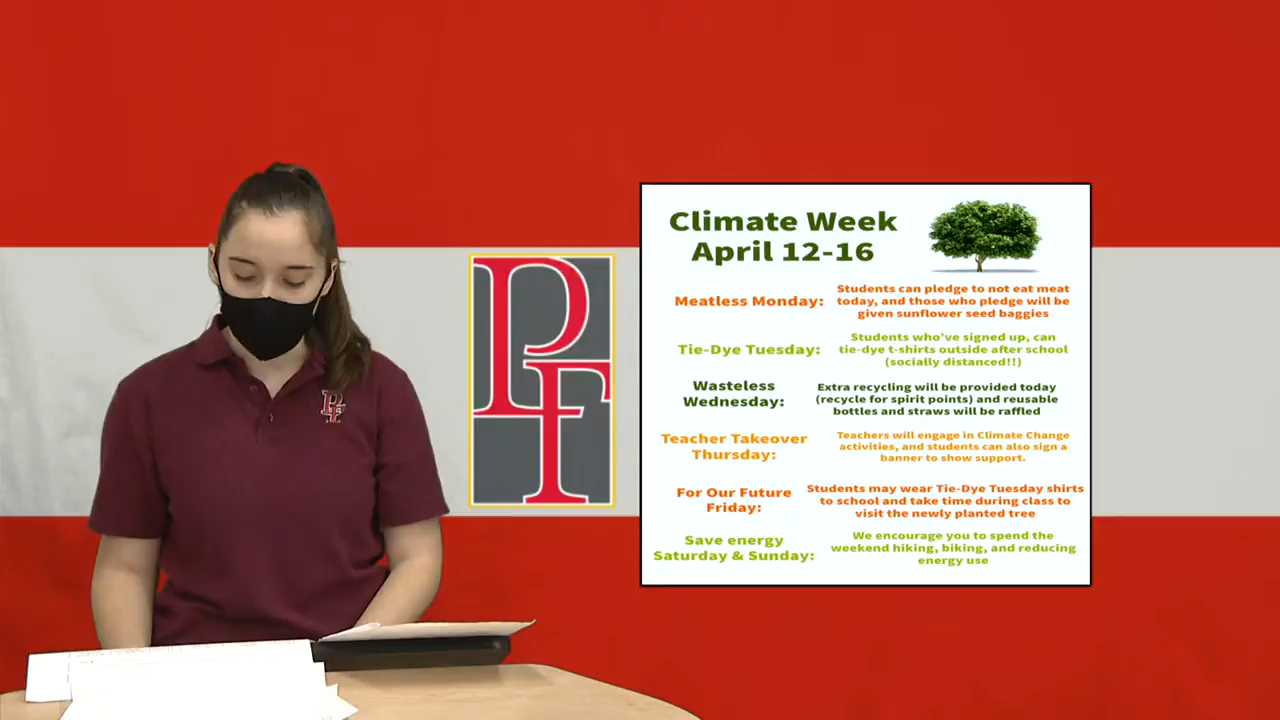 PF
PF
Climate Week
April 12-16
Meatless Monday:
Students can pledge to not eat meat
today, and those who pledge will be
given sunflower seed baggies
Tie-Dye Tuesday:
Students who've signed up, can
tie-dye t-shirts outside after school
(socially distanced!!)
Wasteless
Wednesday:
Extra recycling will be provided today
(recycle for spirit points) and reusable
bottles and straws will be raffled
Teacher Takeover
Thursday:
Teachers will engage in Climate Change
activities, and students can also sign a
banner to show support.
For Our Future
Friday:
Students may wear Tie-Dye Tuesday shirts
to school and take time during class to
visit the newly planted tree
Save energy
Saturday & Sunday:
We encourage you to spend the
weekend hiking, biking, and reducing
energy use